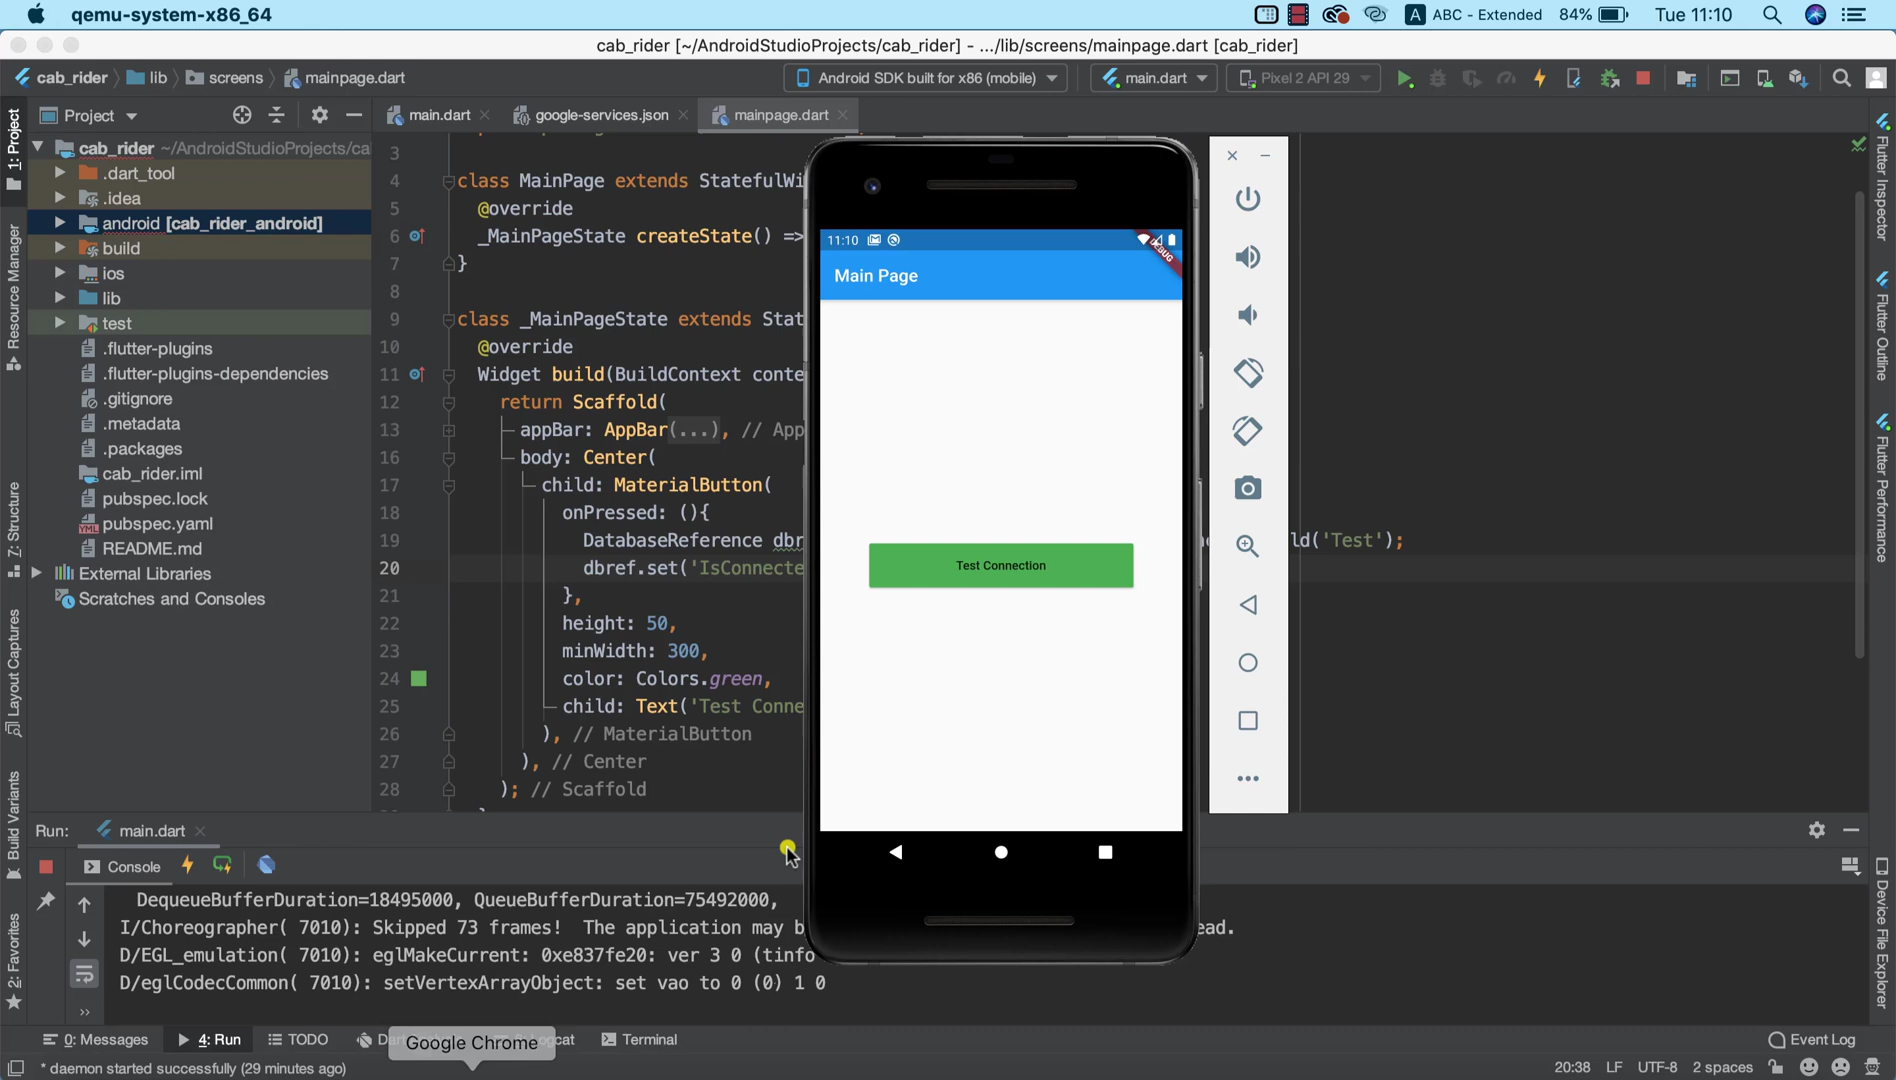 qemu-system-x86_64
ABC - Extended 84% Tue 11:10
cab_rider [~/AndroidStudioProjects/cab_rider] - .../lib/screens/mainpage.dart [cab_rider]
cab_rider lib screens mainpage.dart
Android SDK built for x86 (mobile) main.dart Pixel 2 API 29
Project
main.dart google-services.json mainpage.dart
1: Project
Resource Manager
7: Structure
Layout Captures
Build Variants
2: Favorites
cab_rider ~/AndroidStudioProjects/ca
.dart_tool
.idea
android [cab_rider_android]
build
ios
lib
test
.flutter-plugins
.flutter-plugins-dependencies
.gitignore
.metadata
.packages
cab_rider.iml
pubspec.lock
pubspec.yaml
README.md
External Libraries
Scratches and Consoles
3
4 class MainPage extends StatefulWi
5 @override
6 _MainPageState createState() =>
7 }
8
9 class _MainPageState extends Stat
10 @override
11 Widget build(BuildContext conte
12 return Scaffold(
13 appBar: AppBar(...), // App
16 body: Center(
17 child: MaterialButton(
18 onPressed: (){
19 DatabaseReference dbr ld('Test');
20 dbref.set('IsConnecte
21 },
22 height: 50,
23 minWidth: 300,
24 color: Colors.green,
25 child: Text('Test Conne
26 ), // MaterialButton
27 ), // Center
28 ); // Scaffold
11:10
DEBUG
Main Page
Test Connection
Flutter Inspector
Flutter Outline
Flutter Performance
Device File Explorer
Run: main.dart
Console
DequeueBufferDuration=18495000, QueueBufferDuration=75492000,
I/Choreographer( 7010): Skipped 73 frames! The application may b ead.
D/EGL_emulation( 7010): eglMakeCurrent: 0xe837fe20: ver 3 0 (tinfo
D/eglCodecCommon( 7010): setVertexArrayObject: set vao to 0 (0) 1 0
0: Messages 4: Run TODO Da Google Chrome cat Terminal Event Log
* daemon started successfully (29 minutes ago) 20:38 LF UTF-8 2 spaces